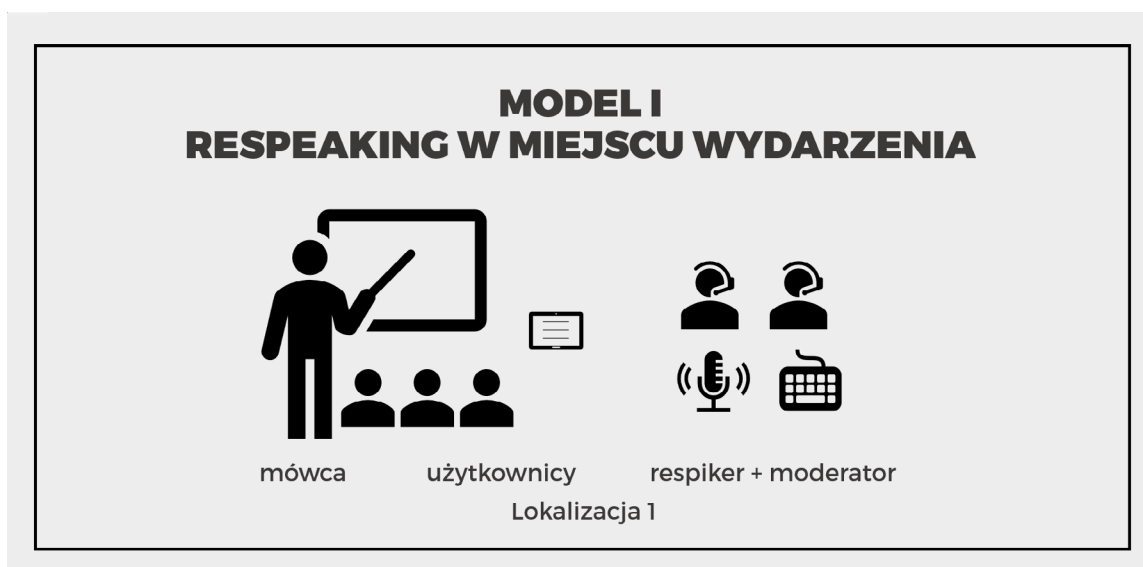 MODEL I
RESPEAKING W MIEJSCU WYDARZENIA
mówca użytkownicy respiker + moderator
Lokalizacja 1